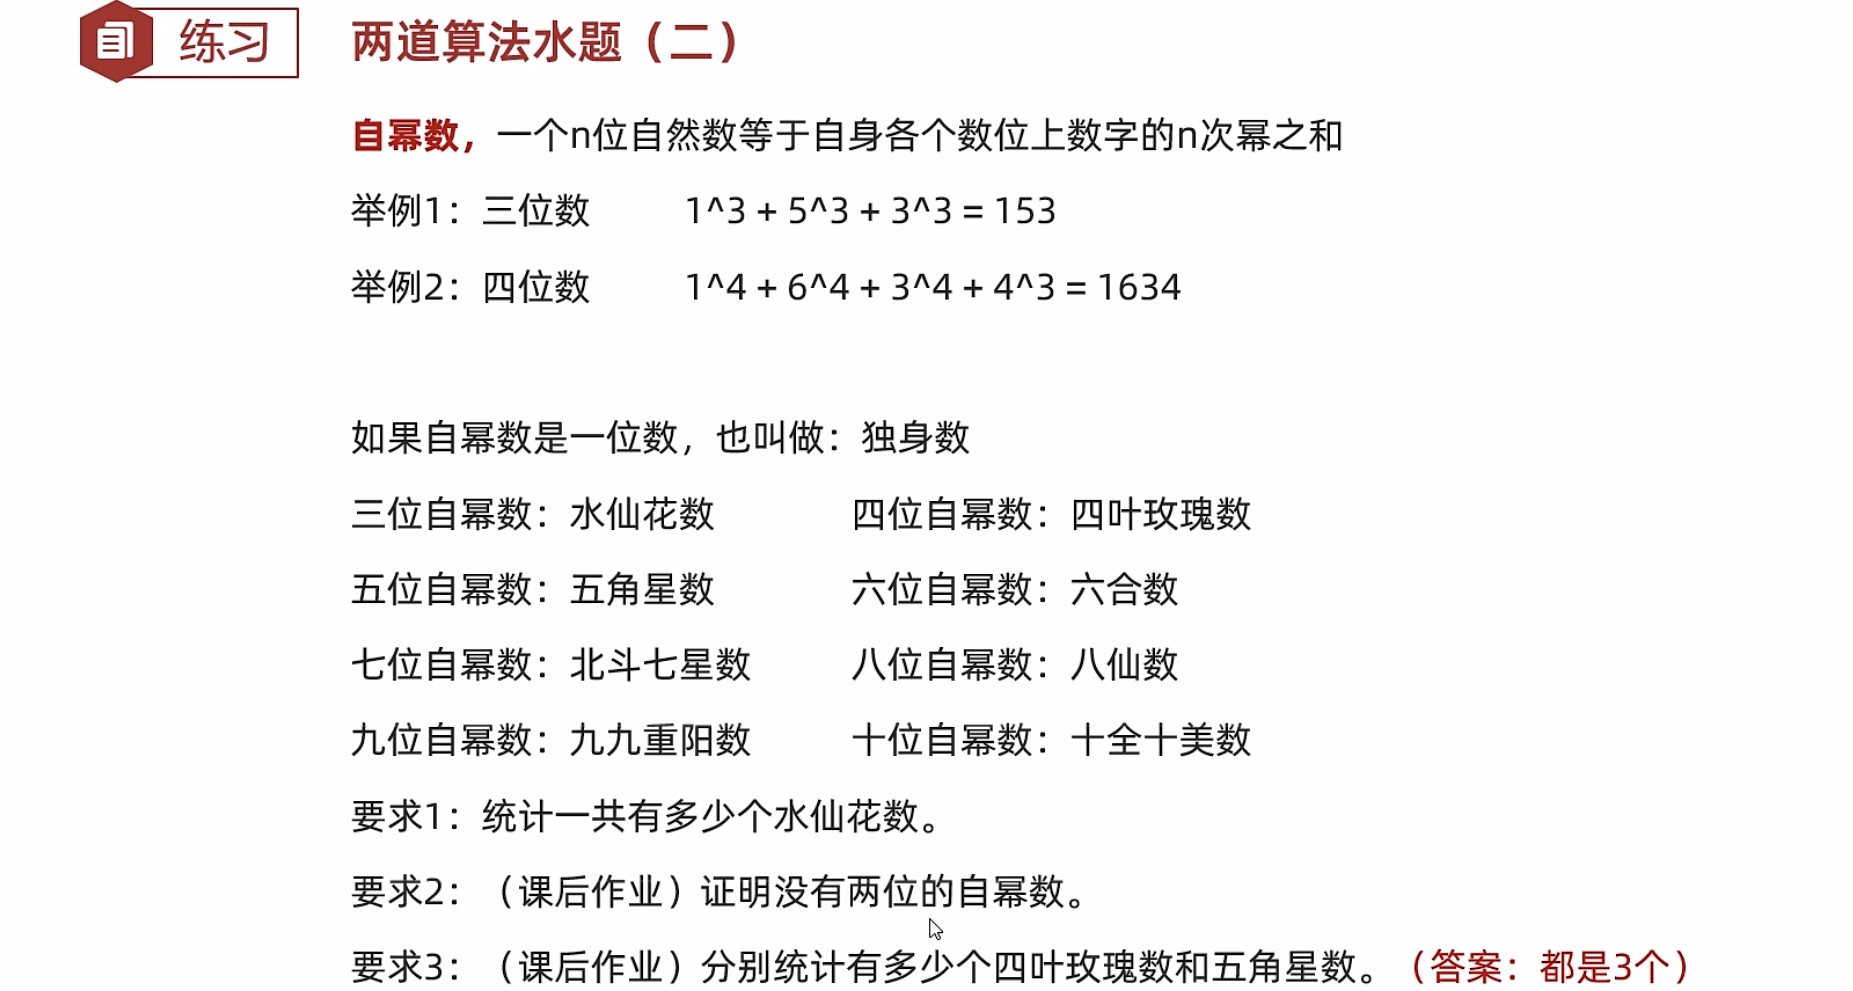 练习 两道算法水题（二）
自幂数，一个n位自然数等于自身各个数位上数字的n次幂之和
举例1：三位数 1^3 + 5^3 + 3^3 = 153
举例2：四位数 1^4 + 6^4 + 3^4 + 4^3 = 1634
如果自幂数是一位数，也叫做：独身数
三位自幂数：水仙花数 四位自幂数：四叶玫瑰数
五位自幂数：五角星数 六位自幂数：六合数
七位自幂数：北斗七星数 八位自幂数：八仙数
九位自幂数：九九重阳数 十位自幂数：十全十美数
要求1：统计一共有多少个水仙花数。
要求2：（课后作业）证明没有两位的自幂数。
要求3：（课后作业）分别统计有多少个四叶玫瑰数和五角星数。（答案：都是3个）